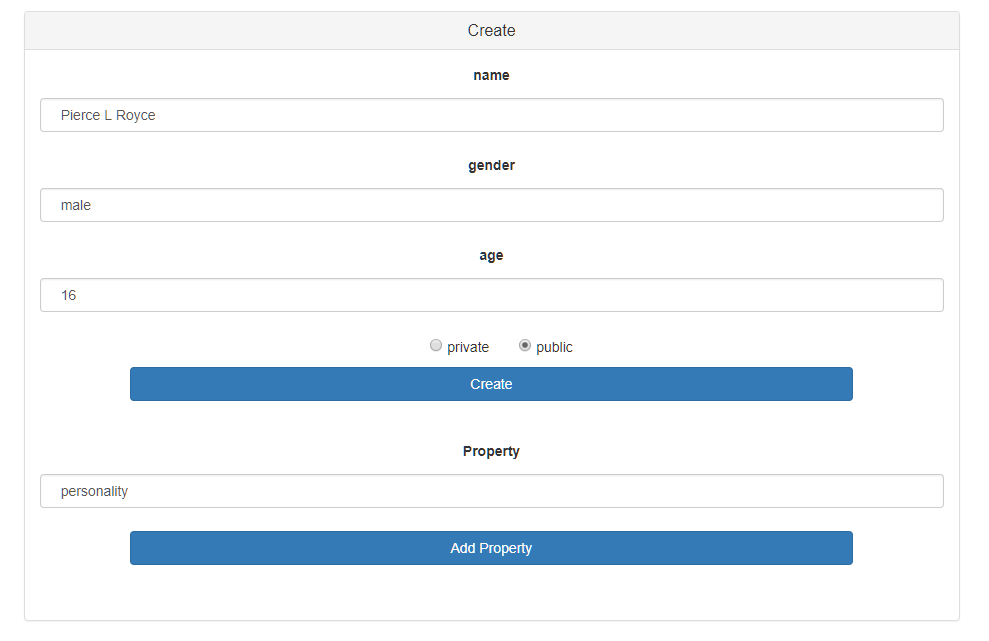 Create
name
Pierce L Royce
gender
male
age
16
private public
Create
Property
personality
Add Property